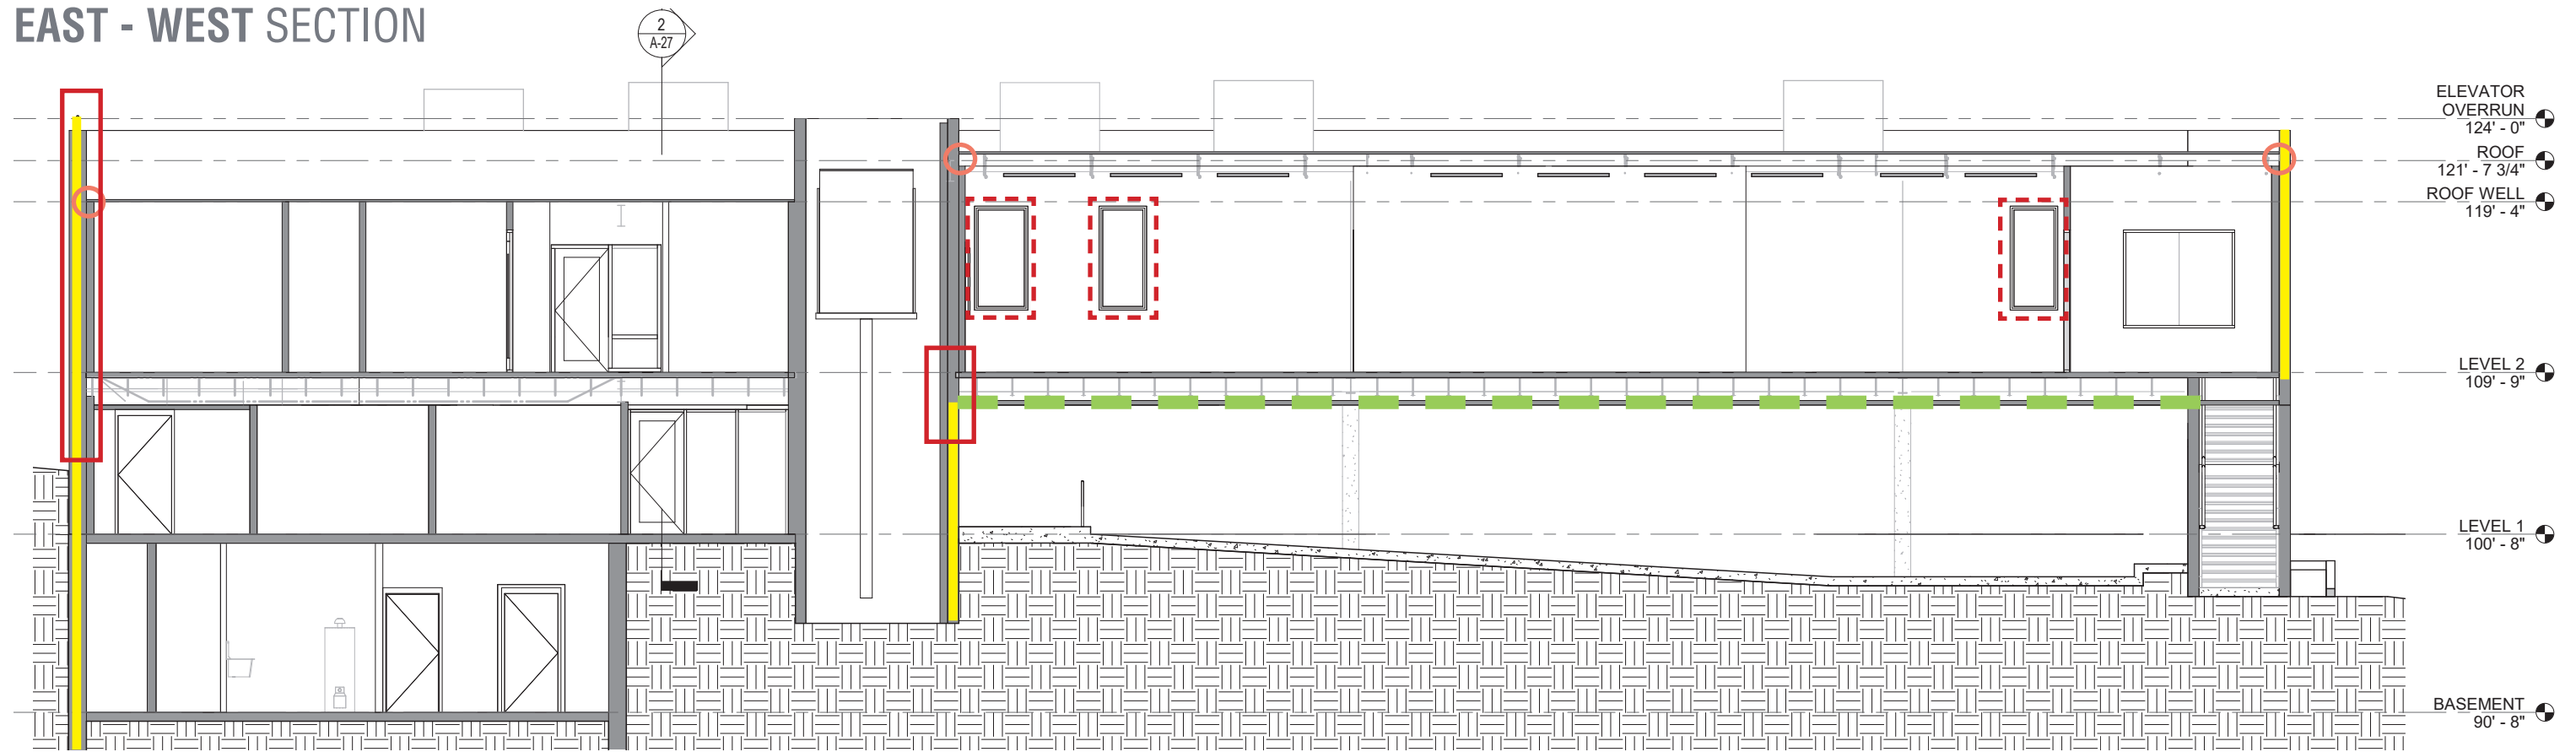 EAST - WEST SECTION
2
A-27
ELEVATOR
OVERRUN
124' - 0"
ROOF
121' - 7 3/4"
ROOF WELL
119' - 4"
LEVEL 2
109' - 9"
LEVEL 1
100' - 8"
BASEMENT
90' - 8"